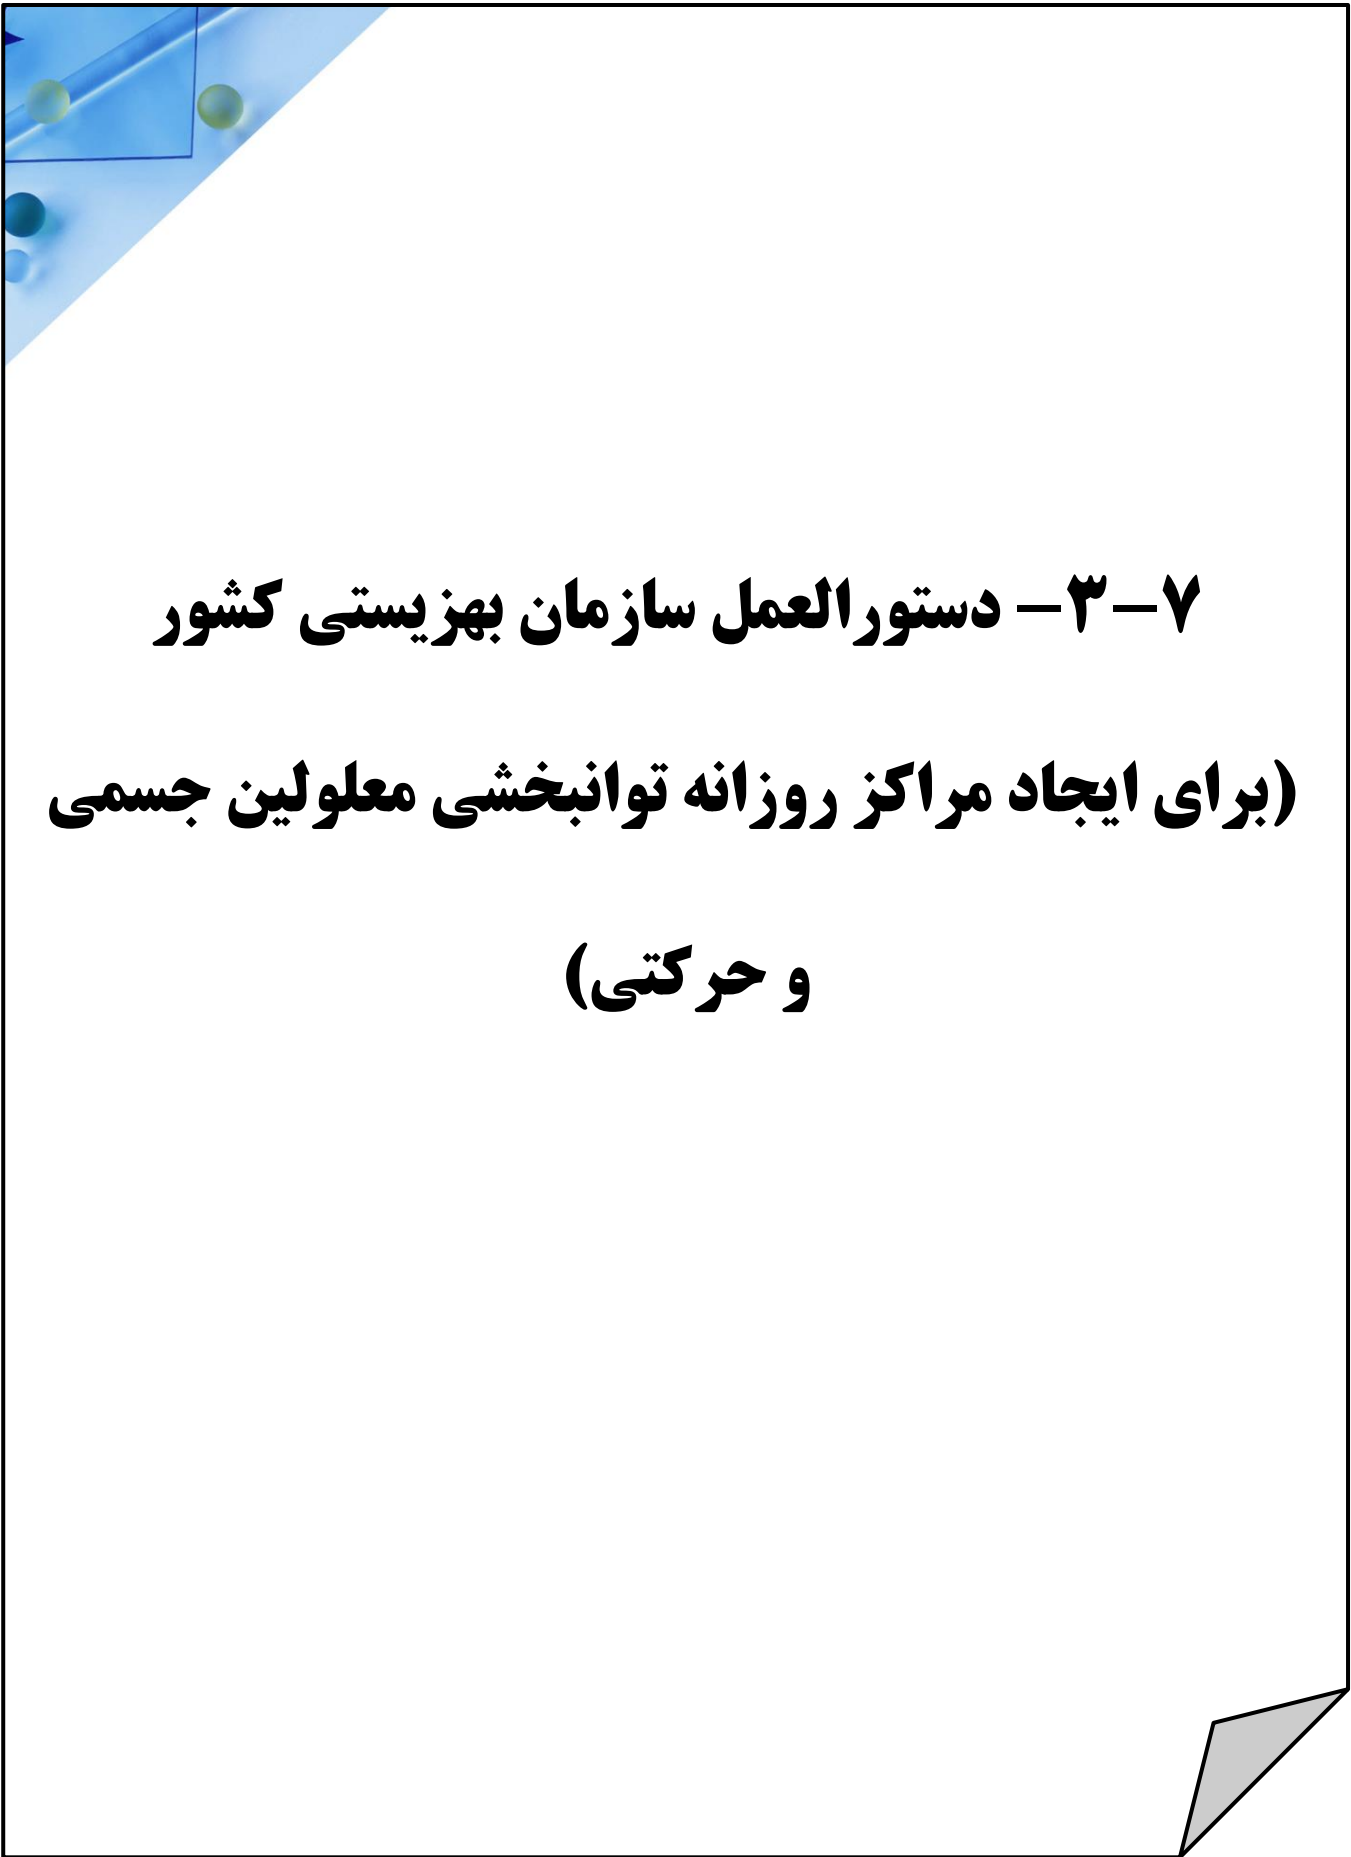 ۷-۳- دستورالعمل سازمان بهزیستی کشور
(برای ایجاد مراکز روزانه توانبخشی معلولین جسمی
و حرکتی)